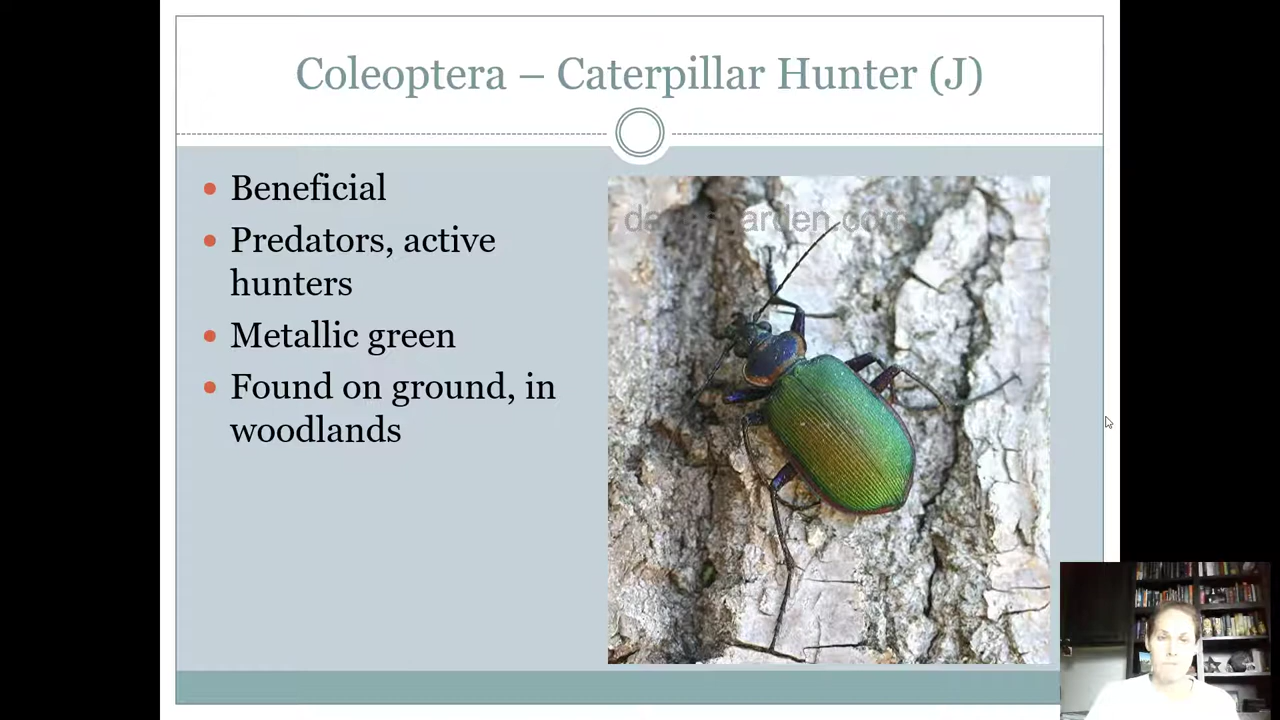 Coleoptera – Caterpillar Hunter (J)
• Beneficial
• Predators, active
hunters
• Metallic green
• Found on ground, in
woodlands